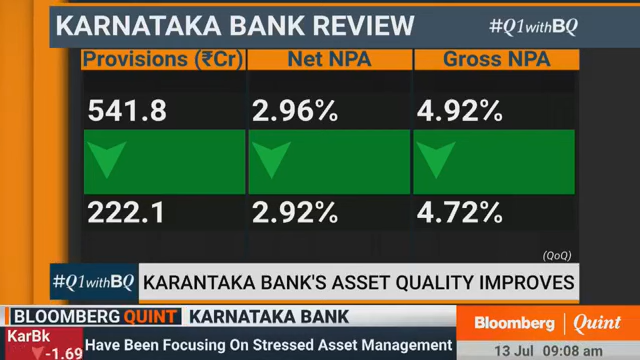 KARNATAKA BANK REVIEW
#Q1withBQ
Provisions (₹Cr) Net NPA Gross NPA
541.8 2.96% 4.92%
222.1 2.92% 4.72%
(QoQ)
#Q1withBQ
KARANTAKA BANK'S ASSET QUALITY IMPROVES
BLOOMBERG QUINT KARNATAKA BANK
KarBk
-1.69
Have Been Focusing On Stressed Asset Management
Bloomberg Quint
13 Jul 09:08 am